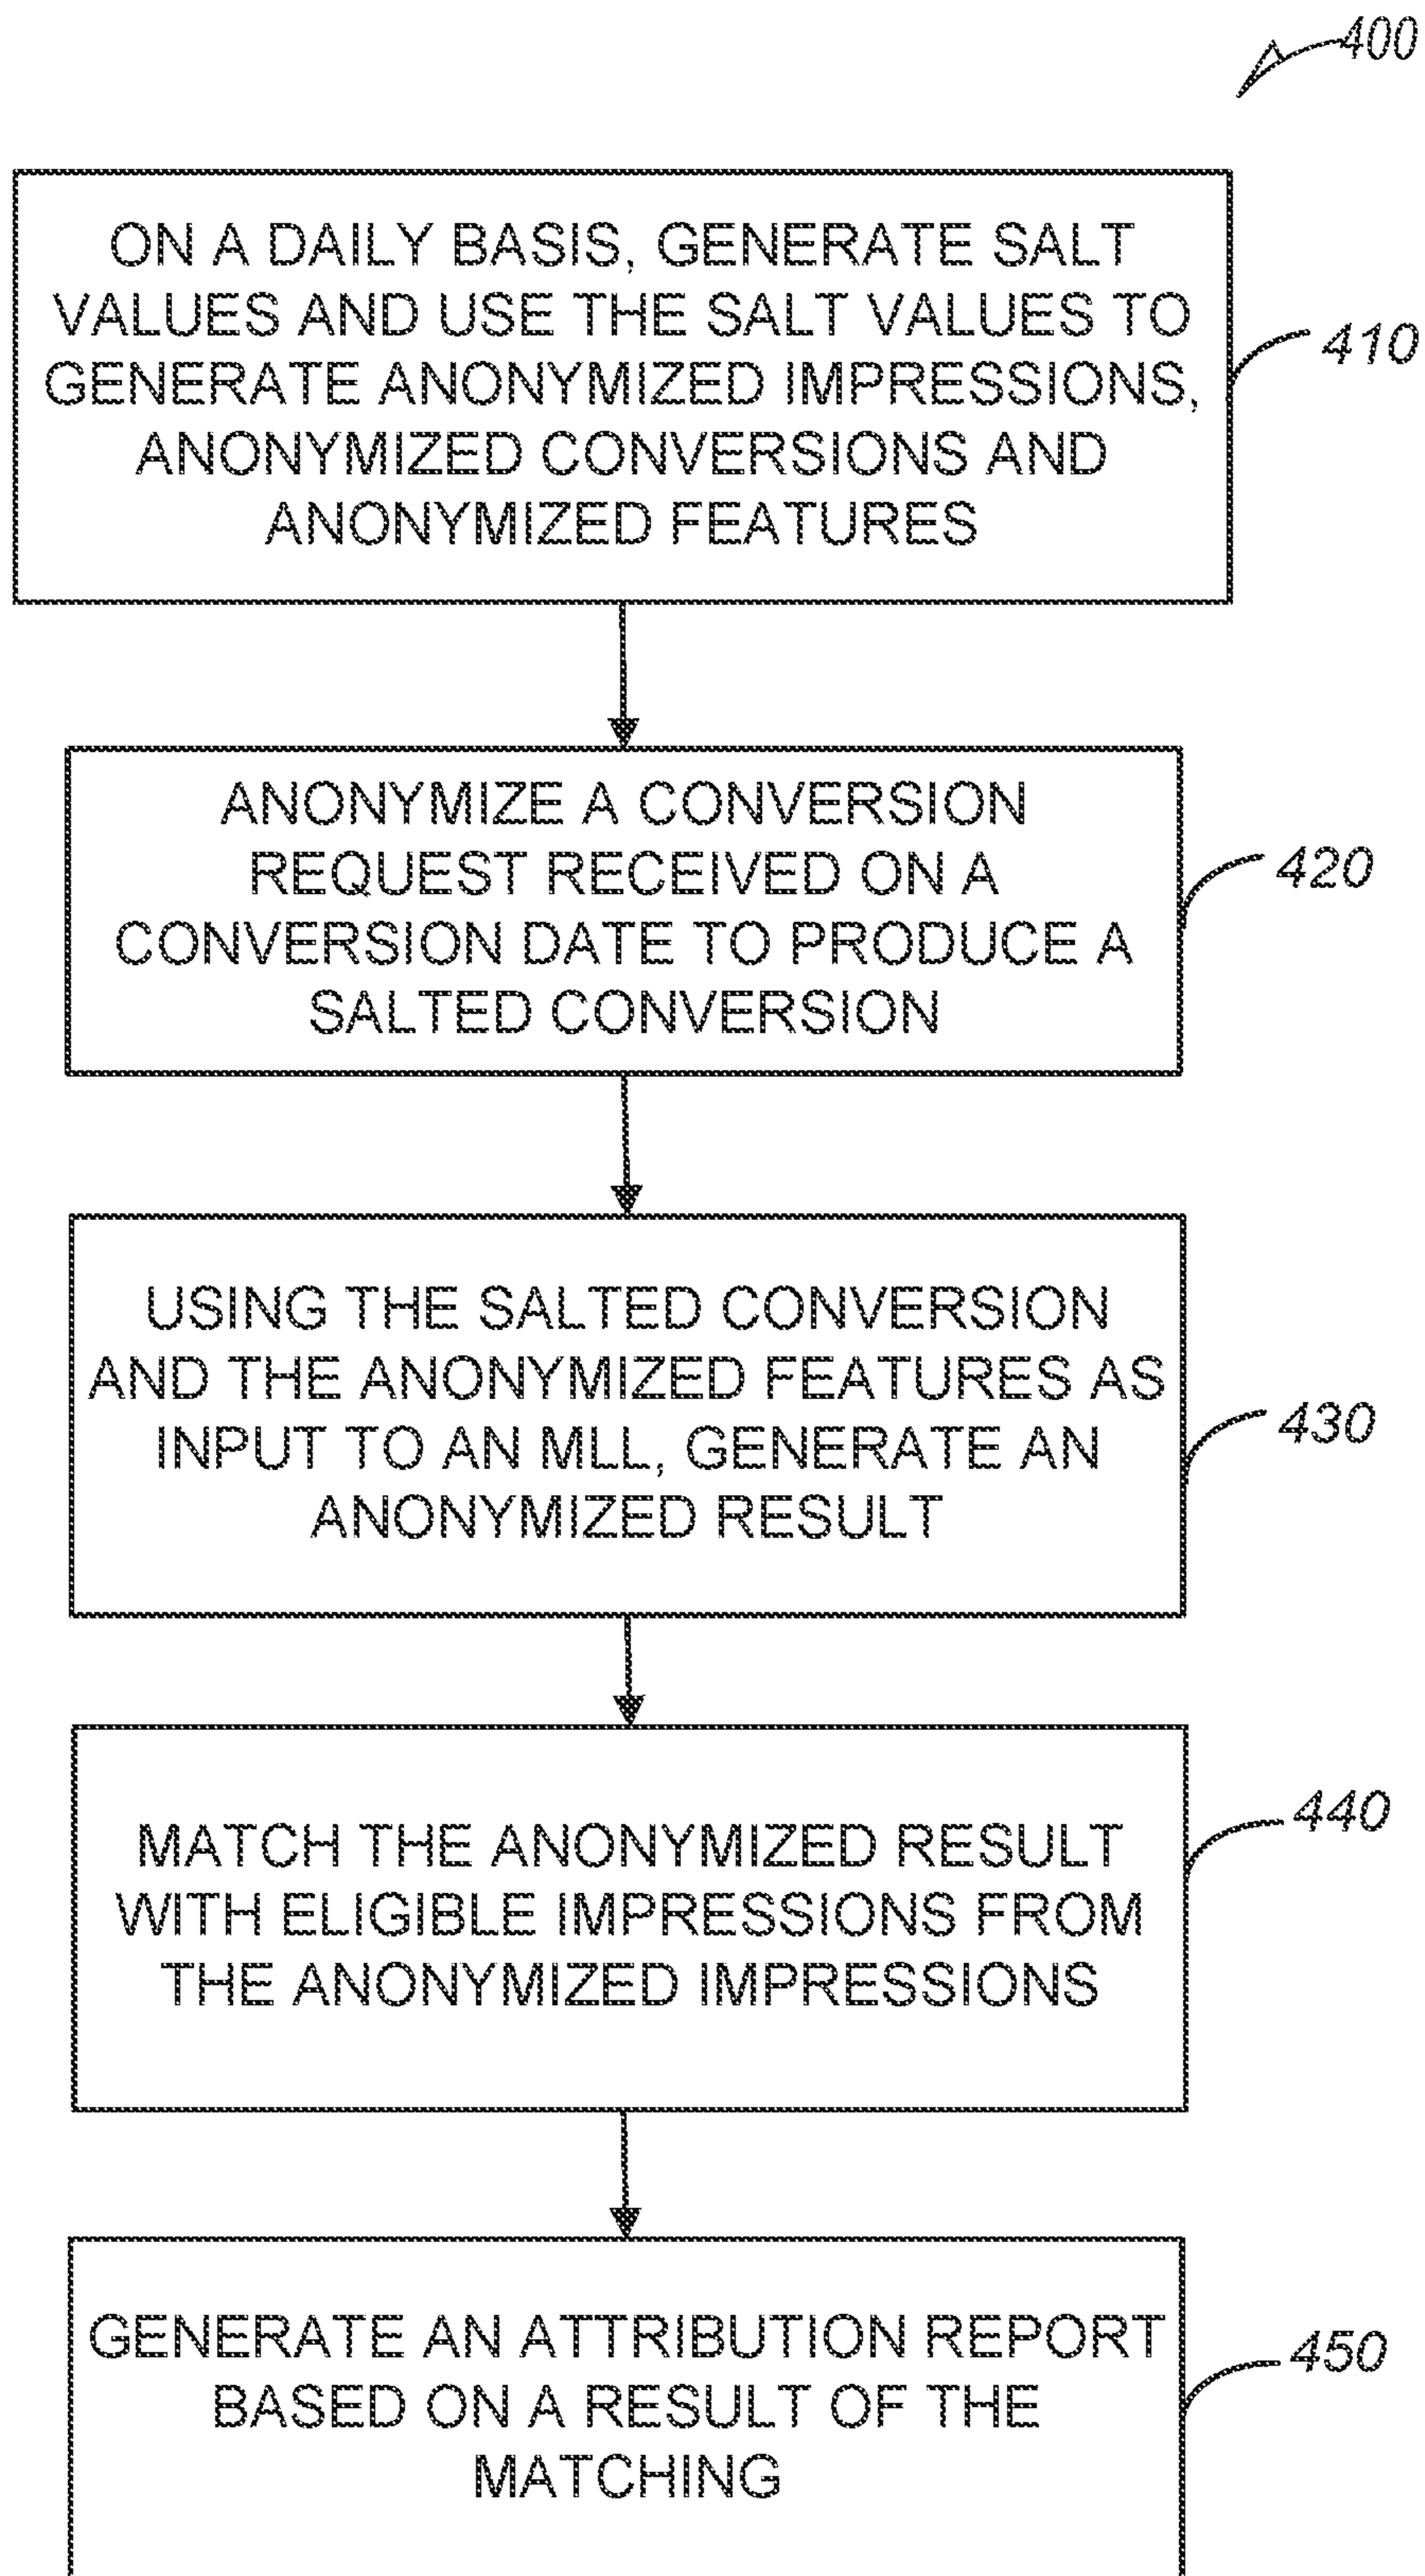 400
ON A DAILY BASIS, GENERATE SALT
VALUES AND USE THE SALT VALUES TO
GENERATE ANONYMIZED IMPRESSIONS,
ANONYMIZED CONVERSIONS AND
ANONYMIZED FEATURES
410
ANONYMIZE A CONVERSION
REQUEST RECEIVED ON A
CONVERSION DATE TO PRODUCE A
SALTED CONVERSION
420
USING THE SALTED CONVERSION
AND THE ANONYMIZED FEATURES AS
INPUT TO AN MLL, GENERATE AN
ANONYMIZED RESULT
430
MATCH THE ANONYMIZED RESULT
WITH ELIGIBLE IMPRESSIONS FROM
THE ANONYMIZED IMPRESSIONS
440
GENERATE AN ATTRIBUTION REPORT
BASED ON A RESULT OF THE
MATCHING
450